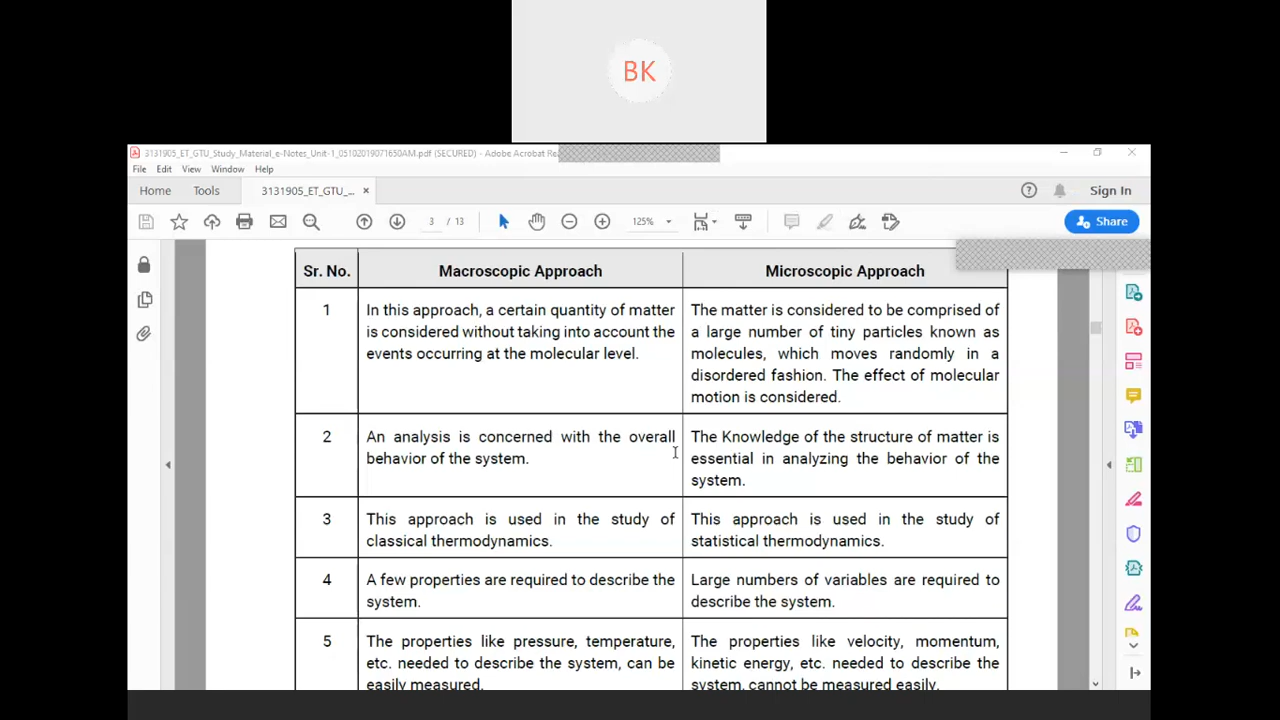 BK
3131905_ET_GTU_Study_Material_e-Notes_Unit-1_05102019071650AM.pdf (SECURED) - Adobe Acrobat Re
File Edit View Window Help
Home Tools 3131905_ET_GTU_... × Sign In
3 / 13 125% Share
Sr. No. Macroscopic Approach Microscopic Approach
1
In this approach, a certain quantity of matter
is considered without taking into account the
events occurring at the molecular level.
The matter is considered to be comprised of
a large number of tiny particles known as
molecules, which moves randomly in a
disordered fashion. The effect of molecular
motion is considered.
2
An analysis is concerned with the overall
behavior of the system.
The Knowledge of the structure of matter is
essential in analyzing the behavior of the
system.
3
This approach is used in the study of
classical thermodynamics.
This approach is used in the study of
statistical thermodynamics.
4
A few properties are required to describe the
system.
Large numbers of variables are required to
describe the system.
5
The properties like pressure, temperature,
etc. needed to describe the system, can be
easily measured.
The properties like velocity, momentum,
kinetic energy, etc. needed to describe the
system, cannot be measured easily.